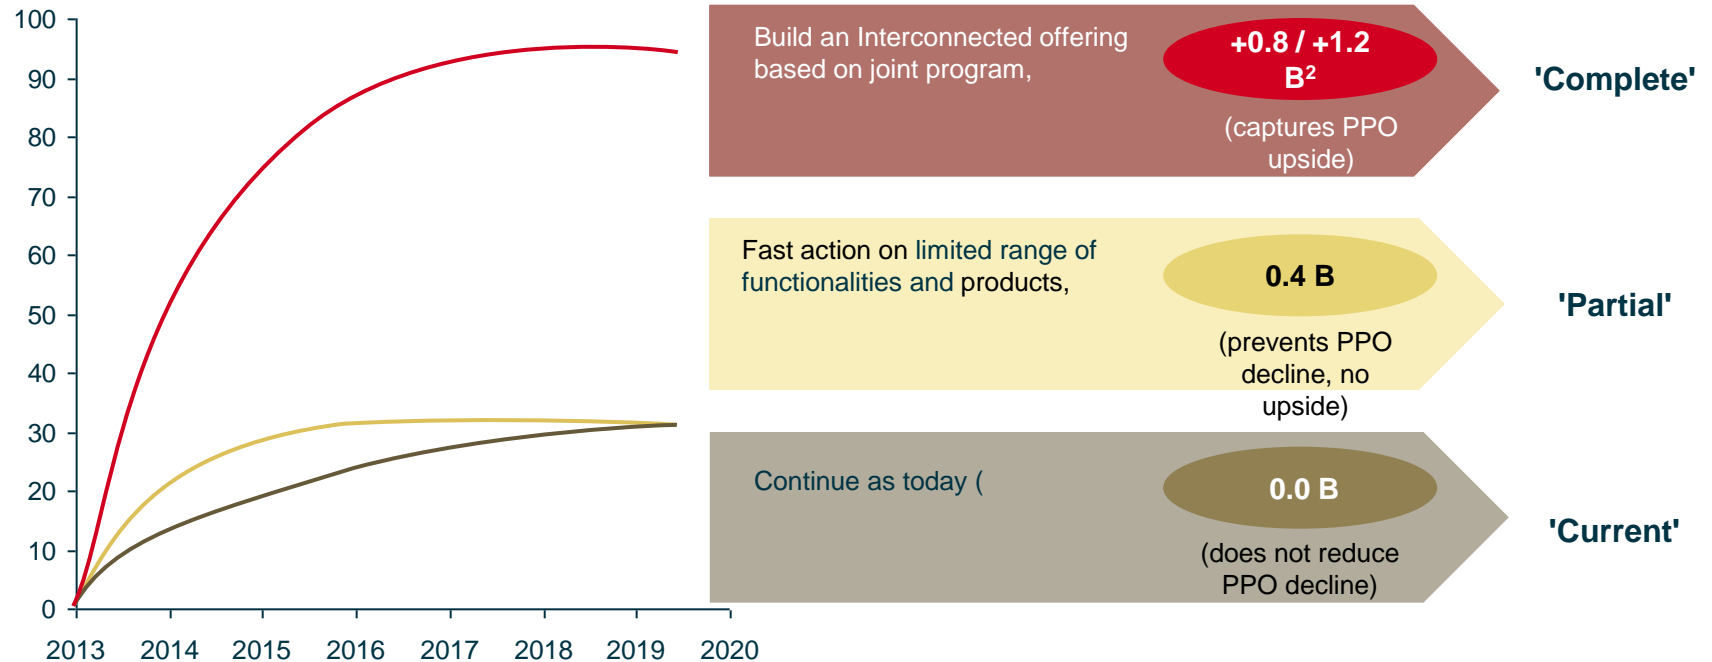 100
90
80
70
60
50
40
30
20
10
0
2013 2014 2015 2016 2017 2018 2019 2020
Build an Interconnected offering
based on joint program,
+0.8 / +1.2
B²
(captures PPO
upside)
'Complete'
Fast action on limited range of
functionalities and products,
0.4 B
(prevents PPO
decline, no
upside)
'Partial'
Continue as today (
0.0 B
(does not reduce
PPO decline)
'Current'